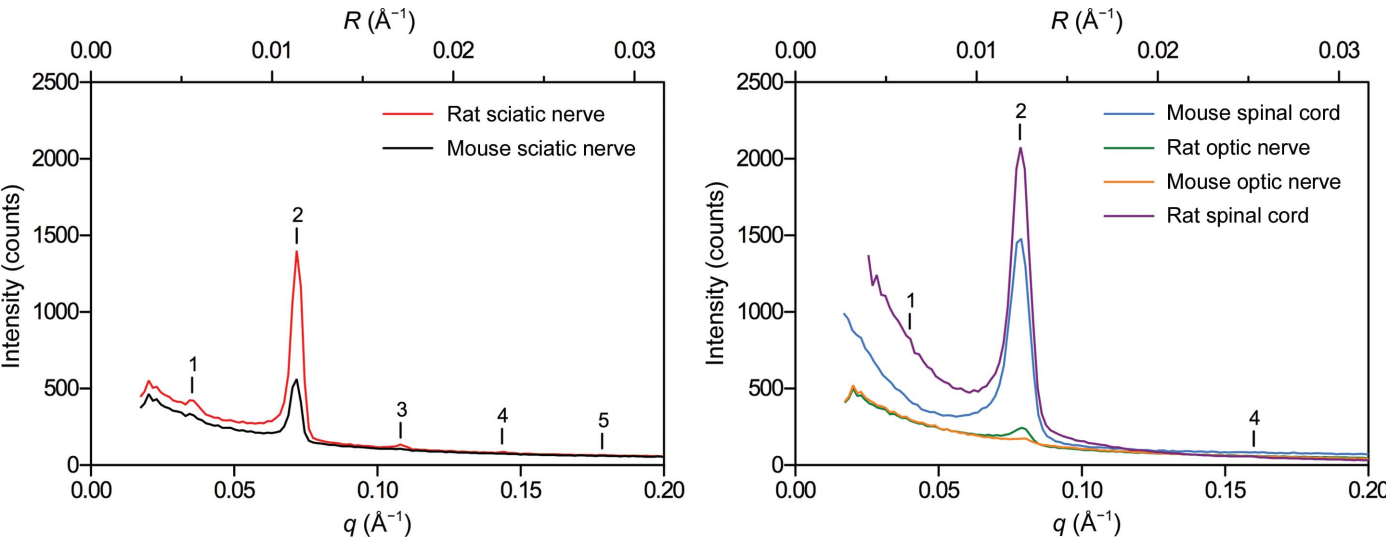 R (Å⁻¹)
0.00 0.01 0.02 0.03
2500
2000
1500
1000
500
0
Intensity (counts)
Rat sciatic nerve
Mouse sciatic nerve
1
2
3
4
5
0.00 0.05 0.10 0.15 0.20
q (Å⁻¹)
R (Å⁻¹)
0.00 0.01 0.02 0.03
2500
2000
1500
1000
500
0
Intensity (counts)
Mouse spinal cord
Rat optic nerve
Mouse optic nerve
Rat spinal cord
1
2
4
0.00 0.05 0.10 0.15 0.20
q (Å⁻¹)